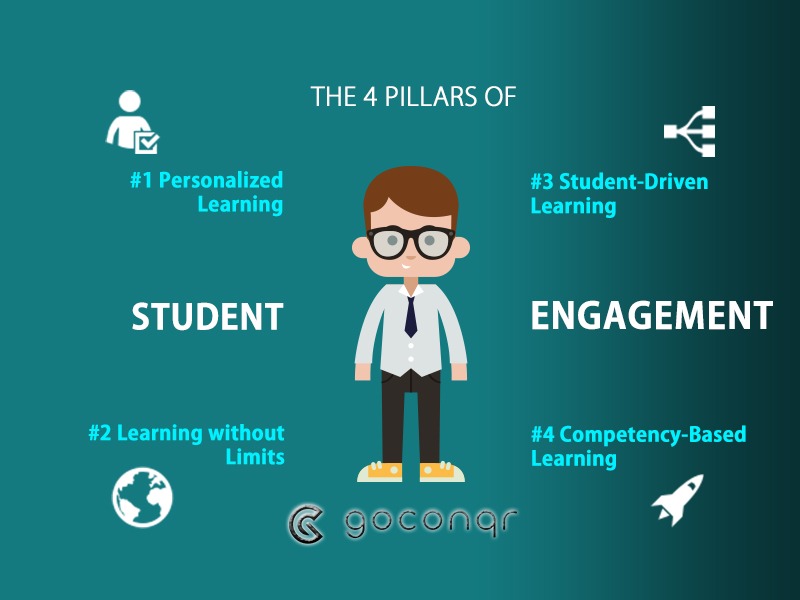 THE 4 PILLARS OF
#1 Personalized
Learning
#3 Student-Driven
Learning
STUDENT
ENGAGEMENT
#2 Learning without
Limits
#4 Competency-Based
Learning
goconqr